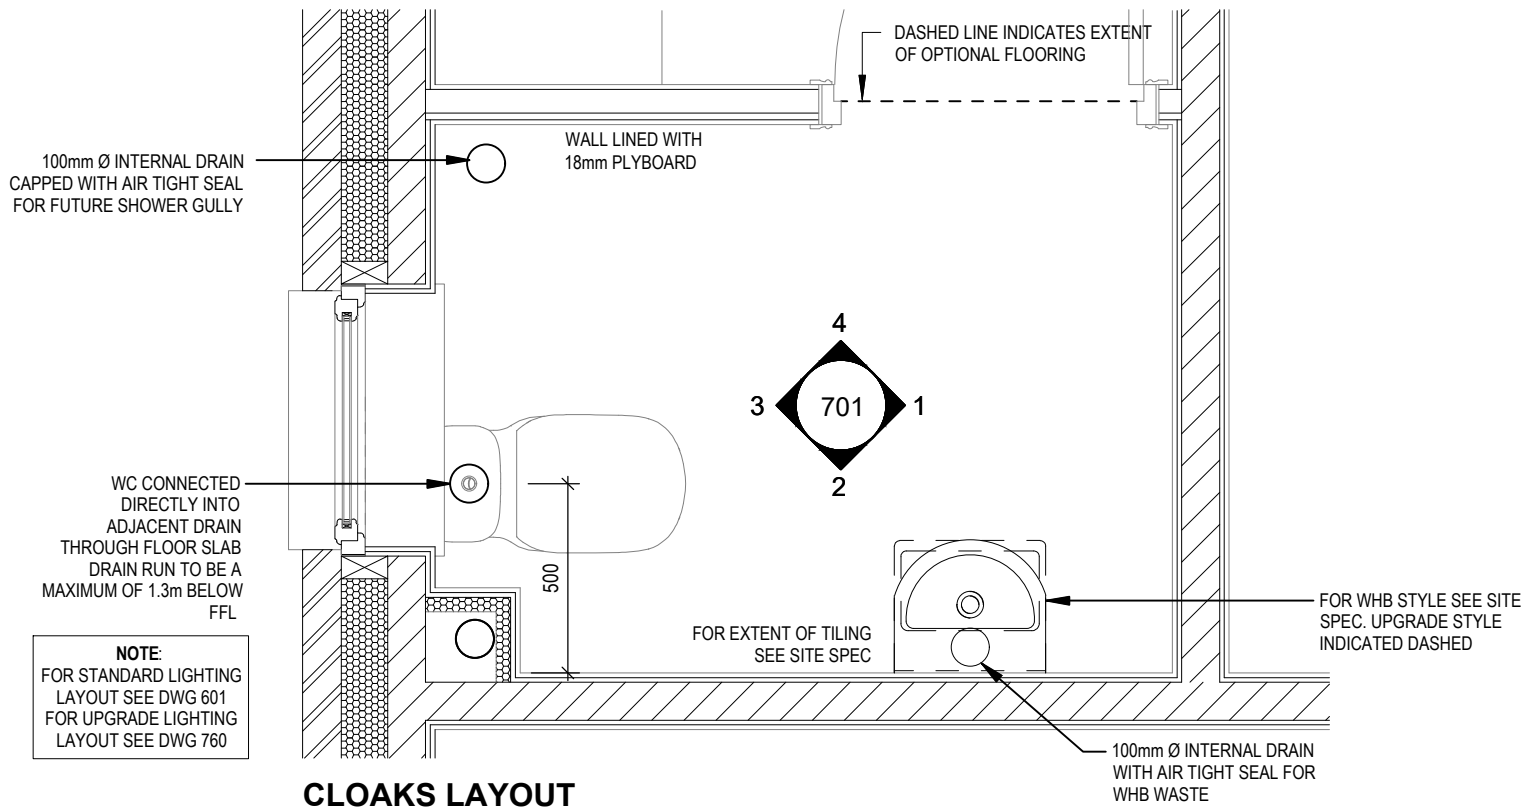 DASHED LINE INDICATES EXTENT
OF OPTIONAL FLOORING
WALL LINED WITH
18mm PLYBOARD
100mm Ø INTERNAL DRAIN
CAPPED WITH AIR TIGHT SEAL
FOR FUTURE SHOWER GULLY
4
3
701
1
2
WC CONNECTED
DIRECTLY INTO
ADJACENT DRAIN
THROUGH FLOOR SLAB
DRAIN RUN TO BE A
MAXIMUM OF 1.3m BELOW
FFL
500
FOR EXTENT OF TILING
SEE SITE SPEC
FOR WHB STYLE SEE SITE
SPEC. UPGRADE STYLE
INDICATED DASHED
NOTE:
FOR STANDARD LIGHTING
LAYOUT SEE DWG 601
FOR UPGRADE LIGHTING
LAYOUT SEE DWG 760
100mm Ø INTERNAL DRAIN
WITH AIR TIGHT SEAL FOR
WHB WASTE
CLOAKS LAYOUT